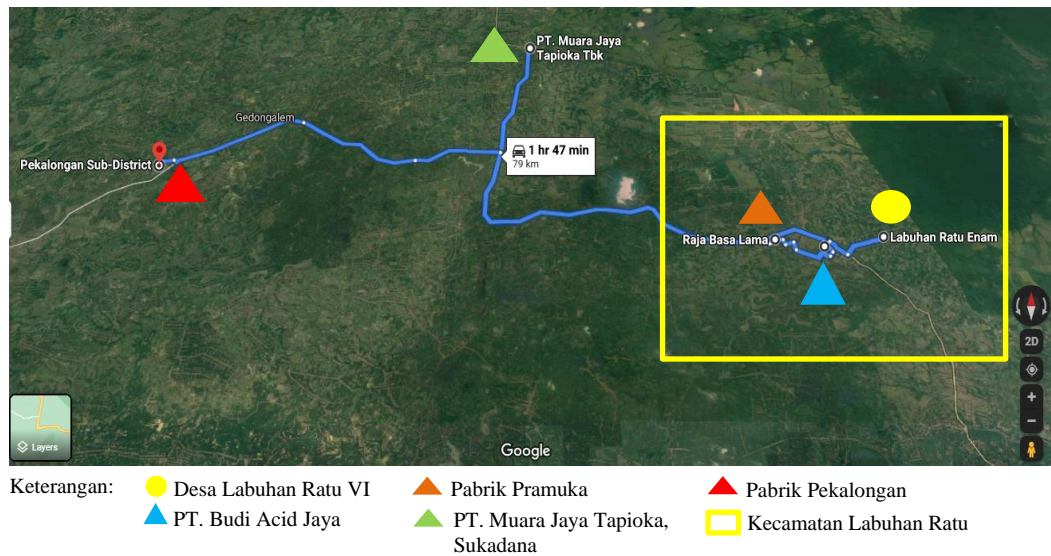 PT. Muara Jaya
Tapioka Tbk
Gedongalem
Pekalongan Sub-District
1 hr 47 min
79 km
Raja Basa Lama
Labuhan Ratu Enam
2D
Layers
Google
Keterangan:
Desa Labuhan Ratu VI
Pabrik Pramuka
Pabrik Pekalongan
PT. Budi Acid Jaya
PT. Muara Jaya Tapioka,
Sukadana
Kecamatan Labuhan Ratu